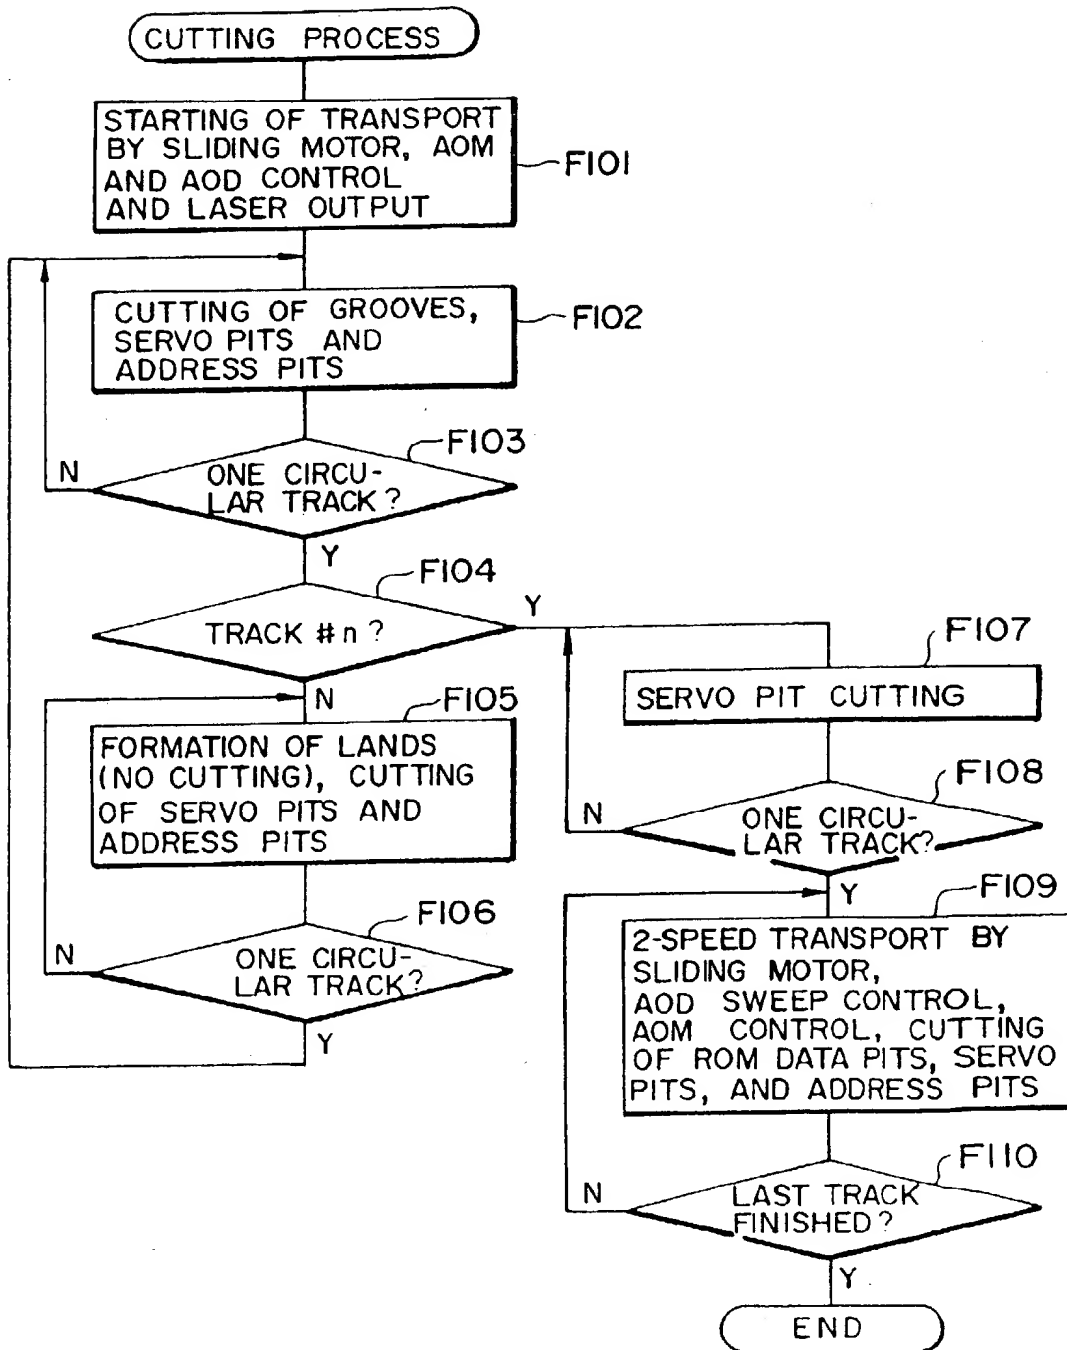 CUTTING PROCESS
STARTING OF TRANSPORT
BY SLIDING MOTOR, AOM
AND AOD CONTROL
AND LASER OUTPUT
F101
CUTTING OF GROOVES,
SERVO PITS AND
ADDRESS PITS
F102
F103
ONE CIRCU-
LAR TRACK?
N
Y
F104
TRACK #n?
Y
N
F105
FORMATION OF LANDS
(NO CUTTING), CUTTING
OF SERVO PITS AND
ADDRESS PITS
F106
ONE CIRCU-
LAR TRACK?
N
Y
F107
SERVO PIT CUTTING
F108
ONE CIRCU-
LAR TRACK?
N
Y
F109
2-SPEED TRANSPORT BY
SLIDING MOTOR,
AOD SWEEP CONTROL,
AOM CONTROL, CUTTING
OF ROM DATA PITS, SERVO
PITS, AND ADDRESS PITS
F110
LAST TRACK
FINISHED?
N
Y
END